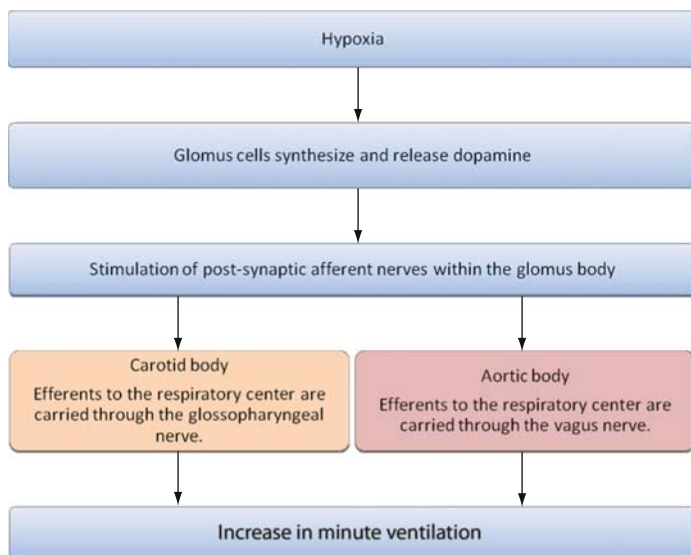 Hypoxia
Glomus cells synthesize and release dopamine
Stimulation of post-synaptic afferent nerves within the glomus body
Carotid body
Efferents to the respiratory center are
carried through the glossopharyngeal
nerve.
Aortic body
Efferents to the respiratory center are
carried through the vagus nerve.
Increase in minute ventilation